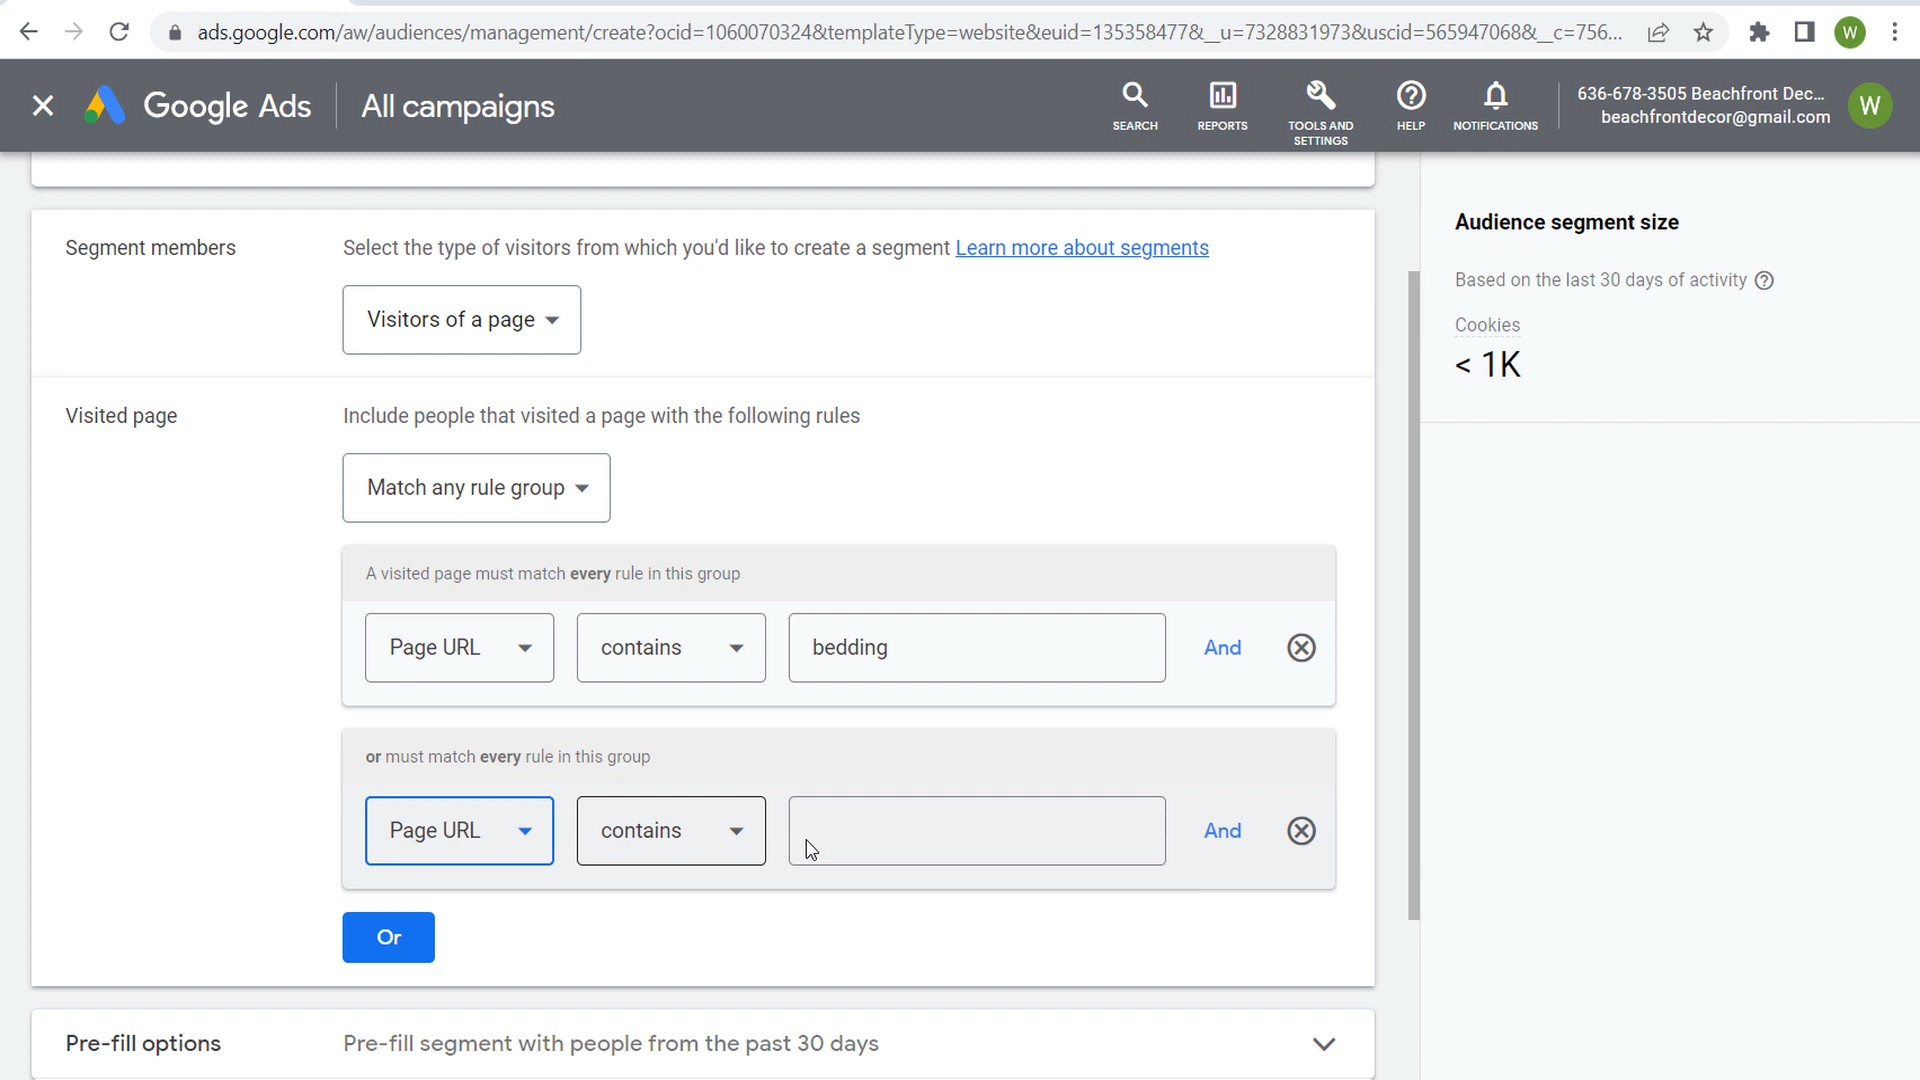 ads.google.com/aw/audiences/management/create?ocid=1060070324&templateType=website&euid=135358477&__u=7328831973&uscid=565947068&__c=756...
W
Google Ads
All campaigns
SEARCH
REPORTS
TOOLS AND
SETTINGS
HELP
NOTIFICATIONS
636-678-3505 Beachfront Dec...
beachfrontdecor@gmail.com
W
Segment members
Select the type of visitors from which you'd like to create a segment Learn more about segments
Visitors of a page
Visited page
Include people that visited a page with the following rules
Match any rule group
A visited page must match every rule in this group
Page URL
contains
bedding
And
or must match every rule in this group
Page URL
contains
And
Or
Pre-fill options
Pre-fill segment with people from the past 30 days
Audience segment size
Based on the last 30 days of activity
Cookies
< 1K